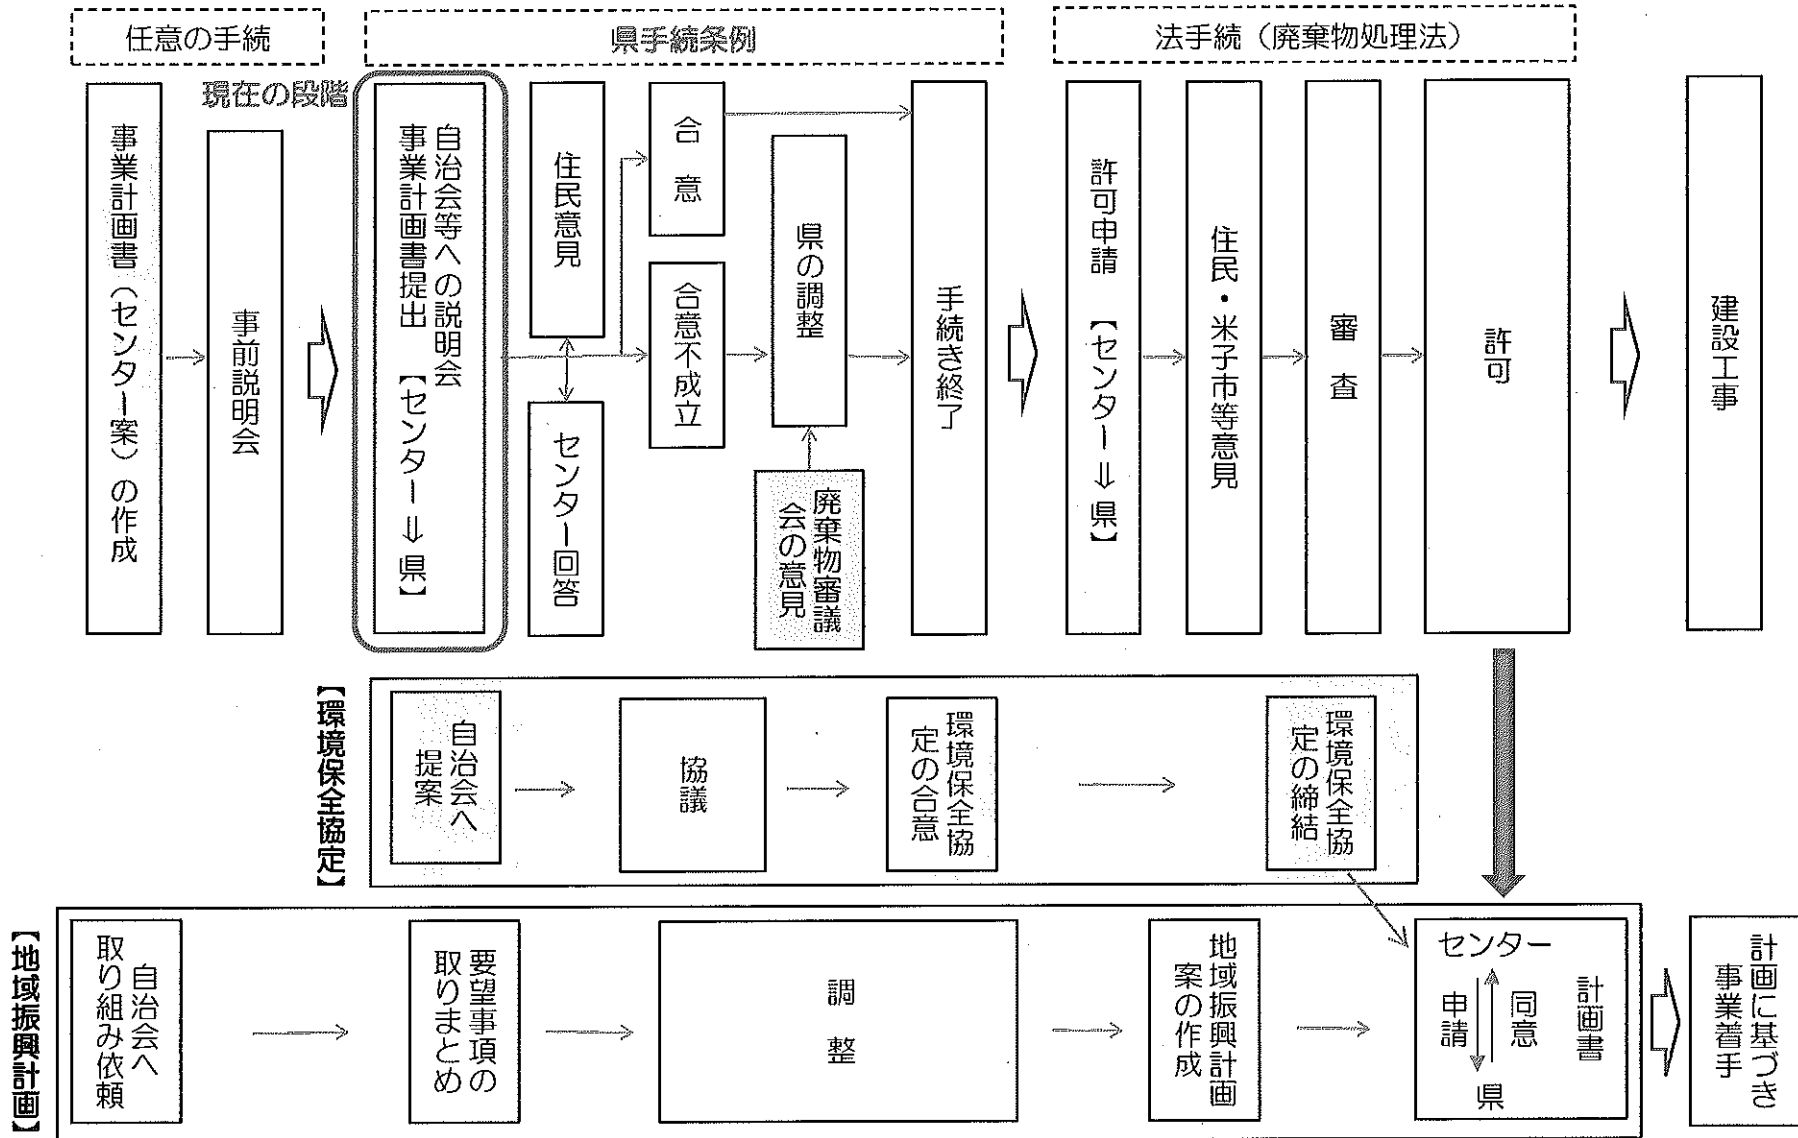 任意の手続
県手続条例
法手続（廃棄物処理法）
現在の段階
事業計画書（センター案）の作成
事前説明会
自治会等への説明会
事業計画書提出　【センター⇒県】
住民意見
センター回答
合意
合意不成立
県の調整
廃棄物審議
会の意見
手続き終了
許可申請　【センター⇒県】
住民・米子市等意見
審査
許可
建設工事
【環境保全協定】
自治会へ
提案
協議
環境保全協
定の合意
環境保全協
定の締結
【地域振興計画】
自治会へ
取り組み依頼
要望事項の
取りまとめ
調整
地域振興計画
案の作成
センター
申請
同意
計画書
県
計画に基づき
事業着手